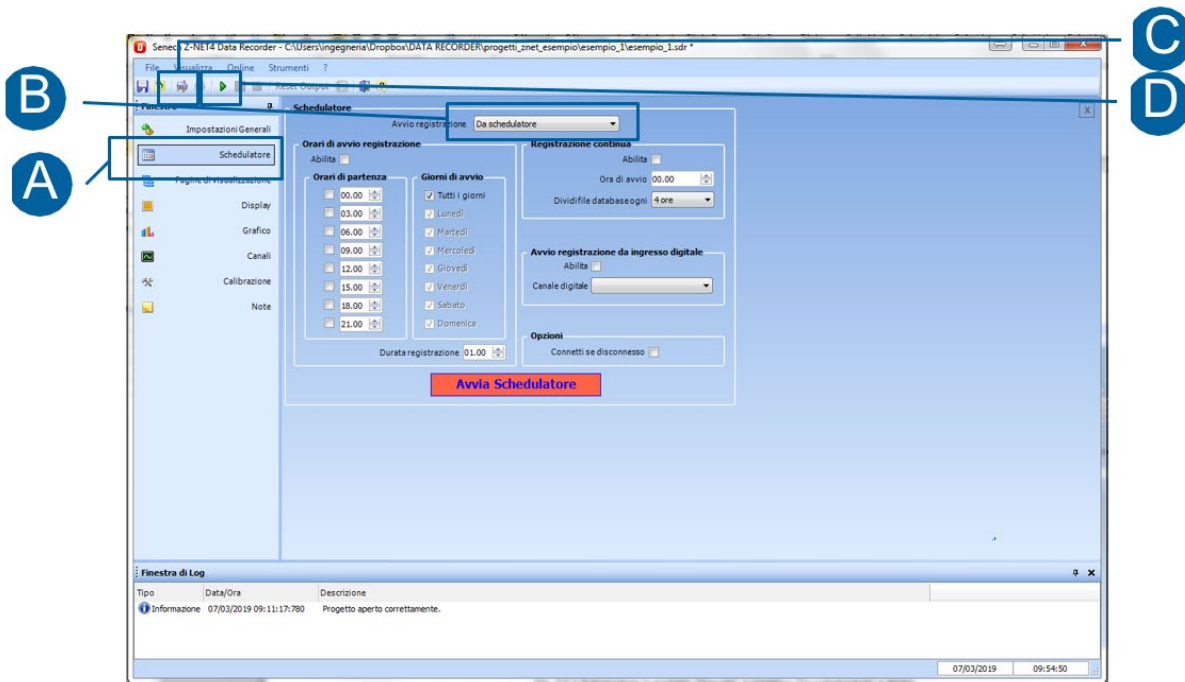 C
D
B
A
Seneca Z-NET4 Data Recorder - C:\Users\ingegneria\Dropbox\DATA RECORDER\progetti_znet_esempio\esempio_1\esempio_1.sdr *
File Visualizza Online Strumenti ?
Reset Output
Finestre
Impostazioni Generali
Schedulatore
Pagine di visualizzazione
Display
Grafico
Canali
Calibrazione
Note
Schedulatore
Avvio registrazione Da schedulatore
Orari di avvio registrazione
Abilita
Orari di partenza
00.00
03.00
06.00
09.00
12.00
15.00
18.00
21.00
Giorni di avvio
Tutti i giorni
Lunedì
Martedì
Mercoledì
Giovedì
Venerdì
Sabato
Domenica
Durata registrazione 01.00
Registrazione continua
Abilita
Ora di avvio 00.00
Dividi file database ogni 4 ore
Avvio registrazione da ingresso digitale
Abilita
Canale digitale
Opzioni
Connetti se disconnesso
Avvia Schedulatore
Finestra di Log
Tipo Data/Ora Descrizione
Informazione 07/03/2019 09:11:17:780 Progetto aperto correttamente.
07/03/2019 09:54:50